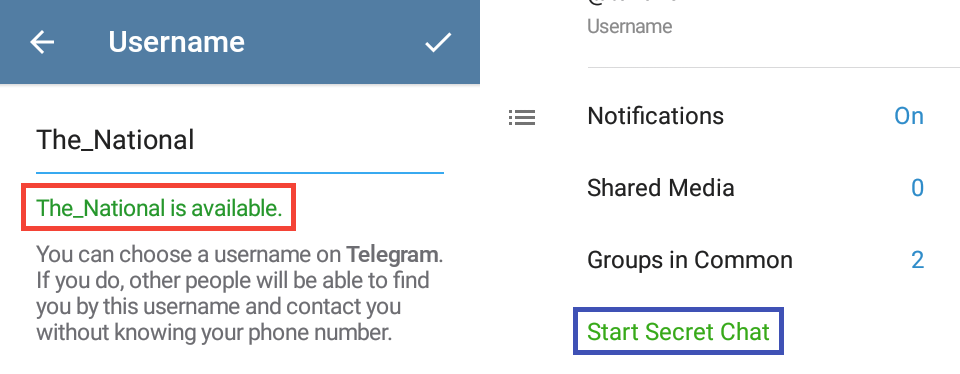 Username
The_National
The_National is available.
You can choose a username on Telegram.
If you do, other people will be able to find
you by this username and contact you
without knowing your phone number.
Username
Notifications On
Shared Media 0
Groups in Common 2
Start Secret Chat